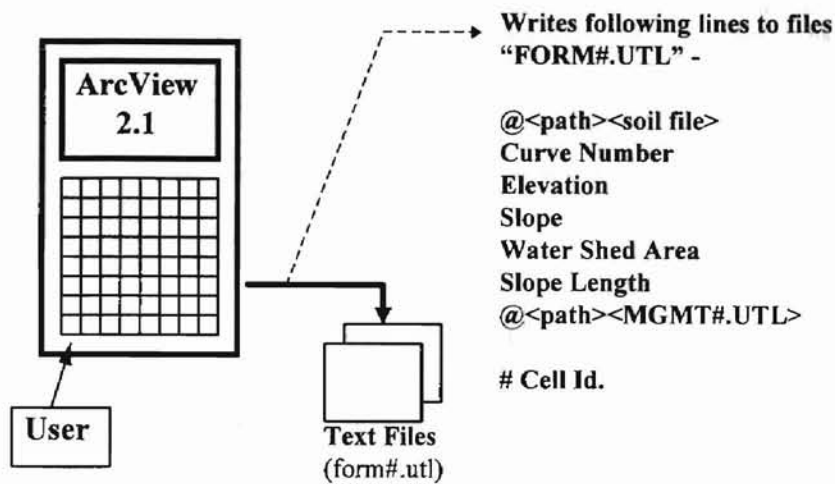 ArcView
2.1
User
Text Files
(form#.utl)
Writes following lines to files
“FORM#.UTL” -
@<path><soil file>
Curve Number
Elevation
Slope
Water Shed Area
Slope Length
@<path><MGMT#.UTL>
# Cell Id.